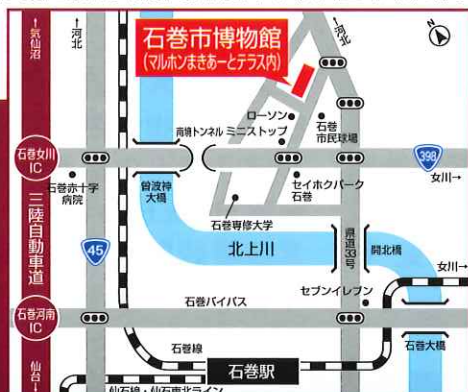 ↑気仙沼
↑河北
石巻市博物館
(マルホンまきあーとテラス内)
↑河北
N
ローソン
南境トンネル
ミニストップ
石巻
市民球場
石巻女川
IC
398
女川→
石巻赤十字
病院
曽波神
大橋
セイホクパーク
石巻
石巻専修大学
三陸自動車道
45
北上川
県道33号
開北橋
女川→
セブンイレブン
石巻バイパス
石巻河南
IC
石巻線
石巻大橋
石巻駅
仙台↓
仙石線・仙石東北ライン